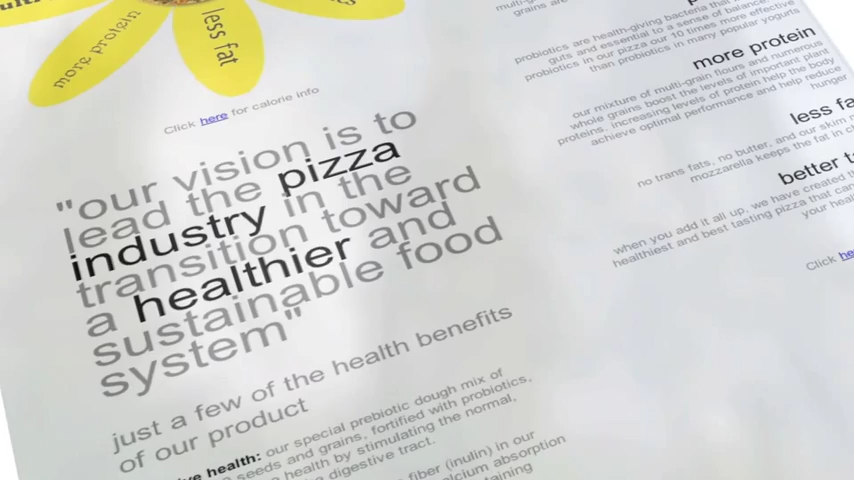 more protein
less fat
Click here for calorie info
"our vision is to
lead the pizza
industry in the
transition toward
a healthier and
sustainable food
system"
just a few of the health benefits
of our product
health: our special prebiotic dough mix of
seeds and grains, fortified with probiotics,
health by stimulating the normal,
digestive tract.
fiber (inulin) in our
absorption
grains are
probiotics are health-giving bacteria that
guts and essential to a sense of balance.
probiotics in our pizza our 10 times more effective
than probiotics in many popular yogurts
more protein
our mixture of multi-grain flours and numerous
whole grains boost the levels of important plant
proteins. increasing levels of protein help the body
achieve optimal performance and help reduce
hunger
less
no trans fats, no butter, and our skim
mozzarella keeps the fat in
better
when you add it all up, we have created
healthiest and best tasting pizza that
your
Click